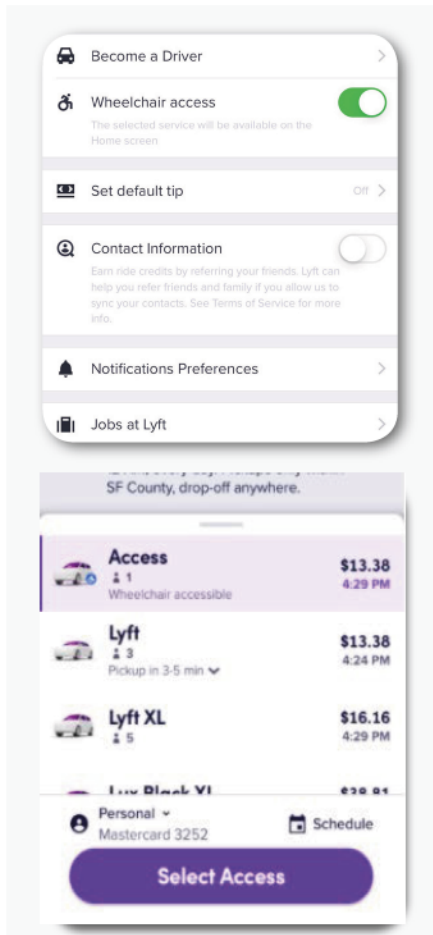 Become a Driver
Wheelchair access
The selected service will be available on the
Home screen
Set default tip
Off
Contact Information
Earn ride credits by referring your friends. Lyft can
help you refer friends and family if you allow us to
sync your contacts. See Terms of Service for more
info.
Notifications Preferences
Jobs at Lyft
SF County, drop-off anywhere.
Access
$13.38
1
4:29 PM
Wheelchair accessible
Lyft
$13.38
3
4:24 PM
Pickup in 3-5 min
Lyft XL
$16.16
5
4:29 PM
Lux Black XL
Personal
Schedule
Mastercard 3252
Select Access